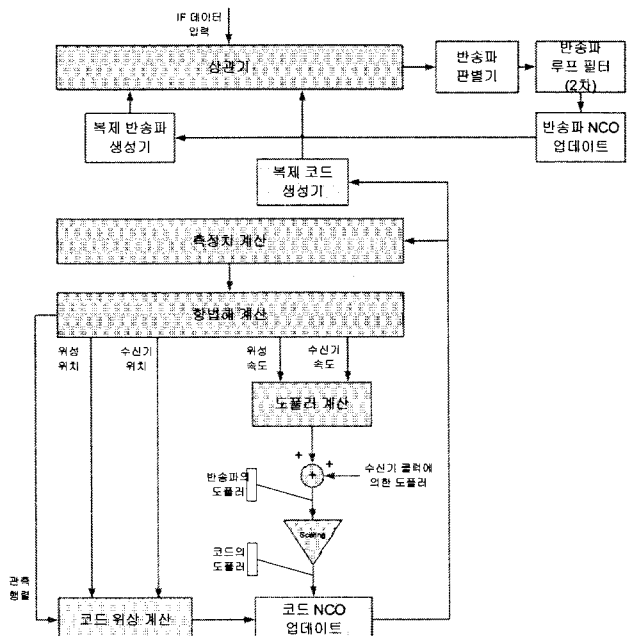 IF 데이터
입력
상관기
반송파
판별기
반송파
루프 필터
(2차)
복제 반송파
생성기
반송파 NCO
업데이트
복제 코드
생성기
측정치 계산
항법해 계산
위성
위치
수신기
위치
위성
속도
수신기
속도
도플러 계산
+
+
+
수신기 클럭에
의한 도플러
반송파의
도플러
Scaling
코드의
도플러
관측
행렬
코드 위상 계산
코드 NCO
업데이트